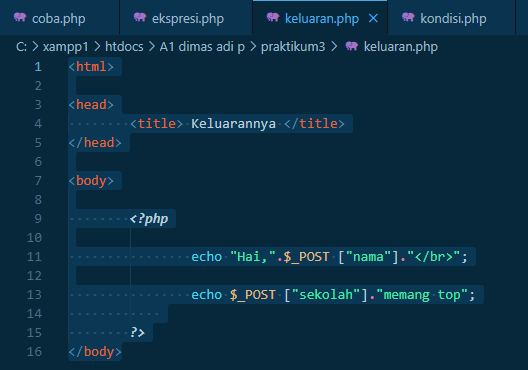 coba.php ekspresi.php keluaran.php × kondisi.php
C: > xampp1 > htdocs > A1 dimas adi p > praktikum3 > keluaran.php
1 <html>
2
3 <head>
4 <title> Keluarannya </title>
5 </head>
6
7 <body>
8
9 <?php
10
11 echo "Hai,".$_POST ["nama"]."</br>";
12
13 echo $_POST ["sekolah"]."memang top";
14
15 ?>
16 </body>